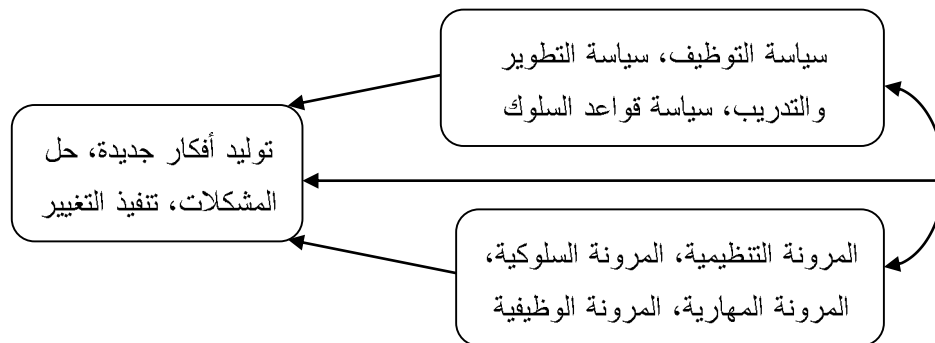 سياسة التوظيف، سياسة التطوير
والتدريب، سياسة قواعد السلوك
توليد أفكار جديدة، حل
المشكلات، تنفيذ التغيير
المرونة التنظيمية، المرونة السلوكية،
المرونة المهارية، المرونة الوظيفية